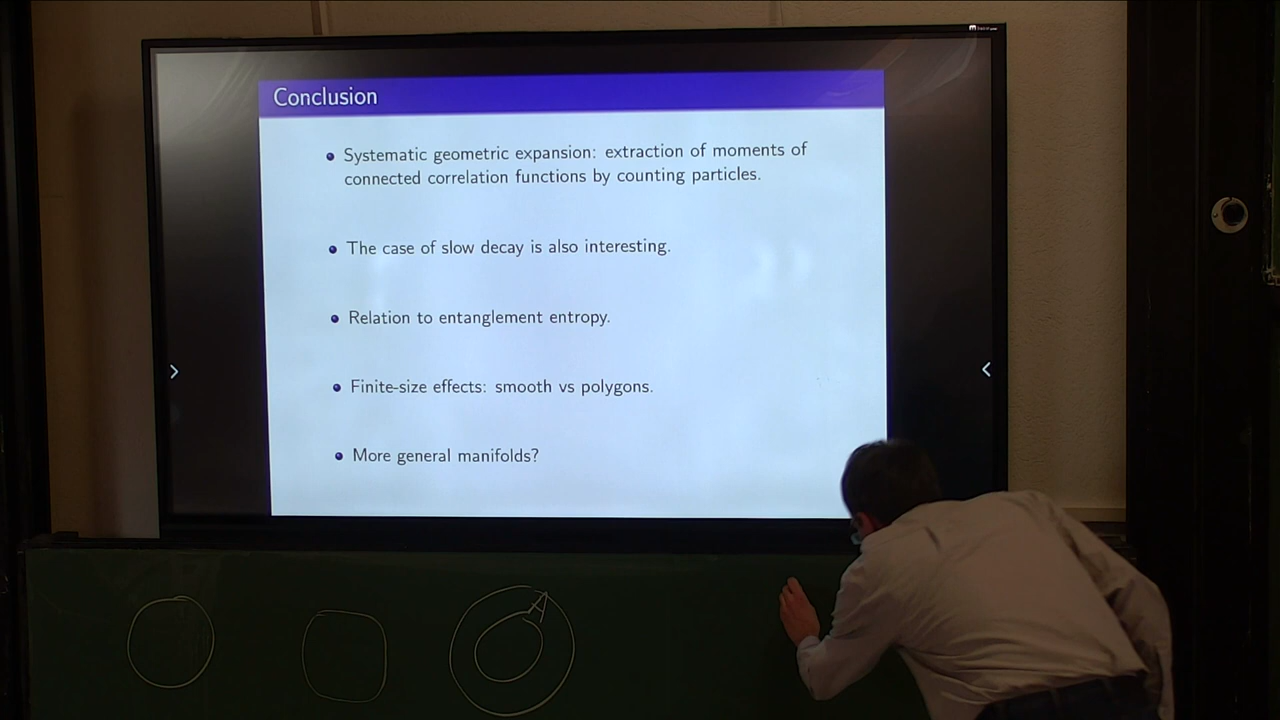 Conclusion
Systematic geometric expansion: extraction of moments of
connected correlation functions by counting particles.
The case of slow decay is also interesting.
Relation to entanglement entropy.
Finite-size effects: smooth vs polygons.
More general manifolds?
A